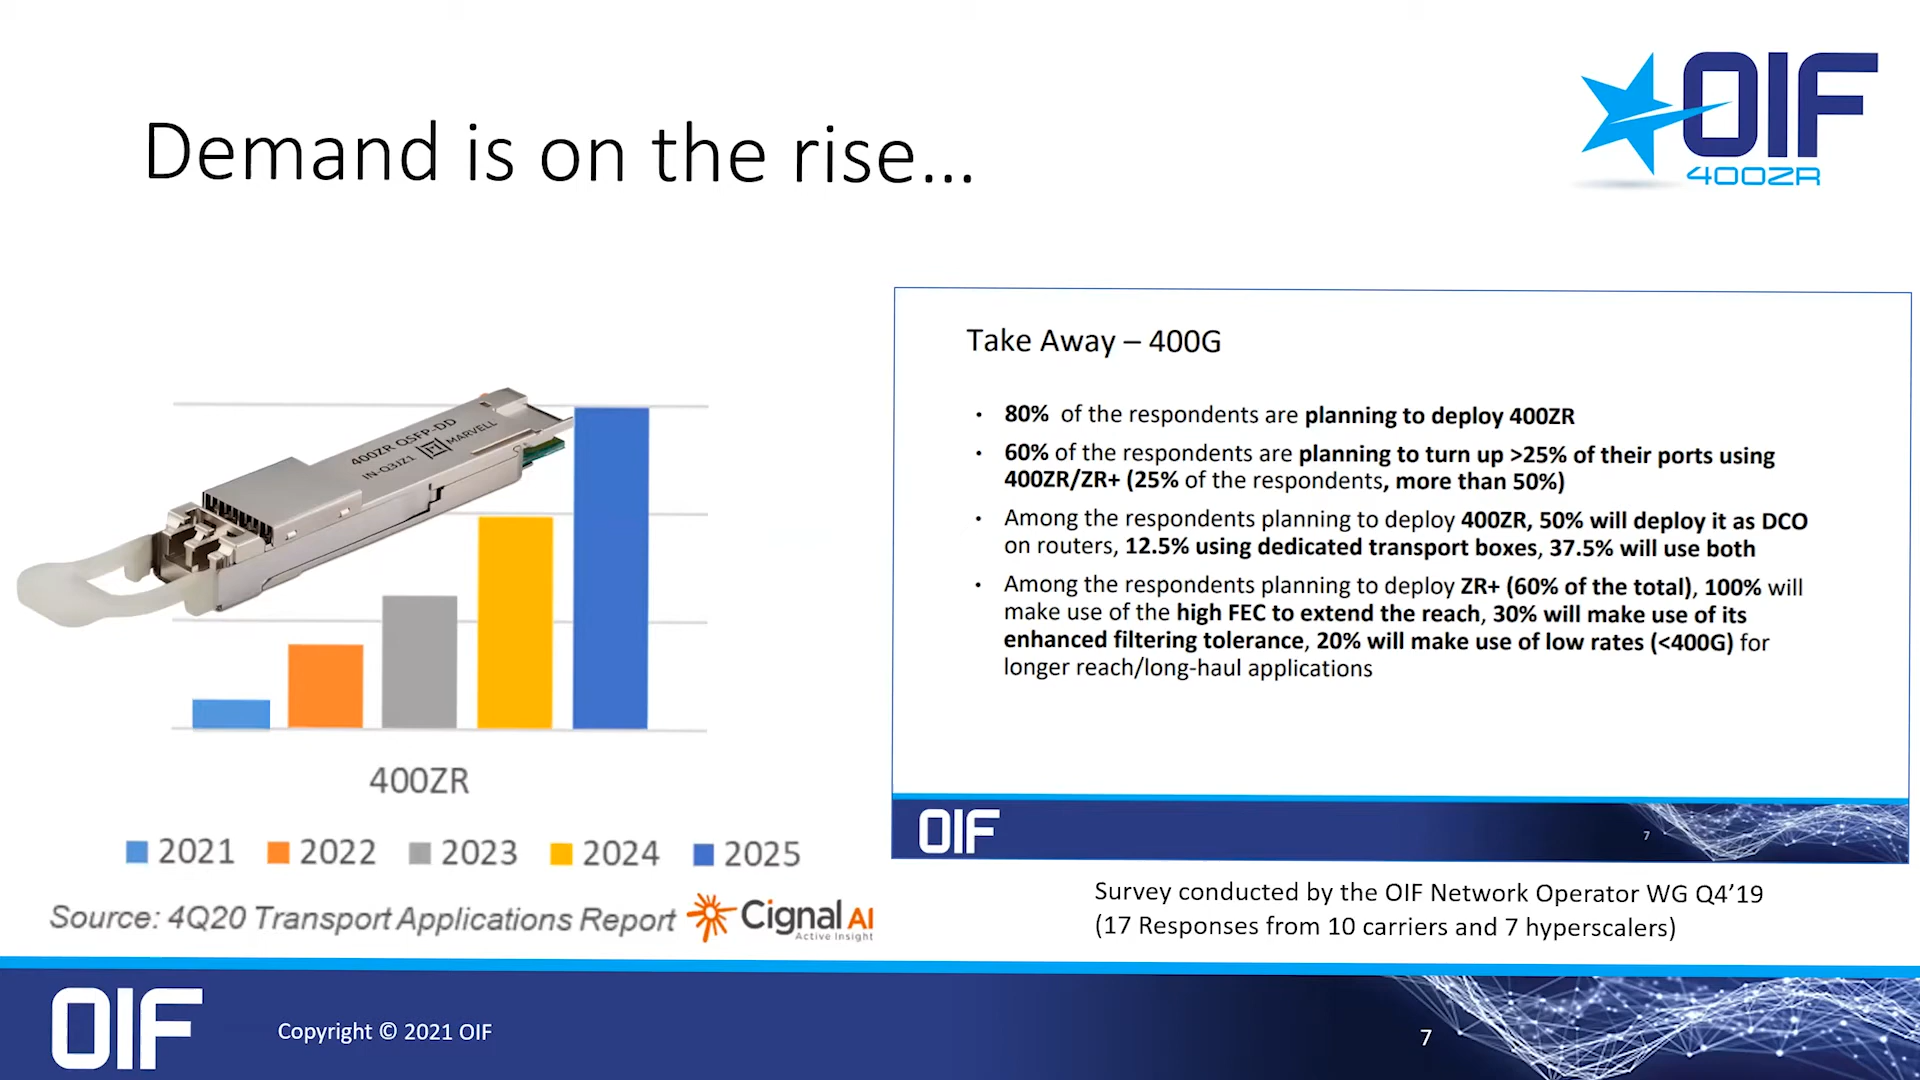 Demand is on the rise...
OIF
400ZR
400ZR QSFP-DD
IN-Q3JZ1
MARVELL
400ZR
2021 2022 2023 2024 2025
Source: 4Q20 Transport Applications Report
Cignal AI
Active Insight
Take Away – 400G
• 80% of the respondents are planning to deploy 400ZR
• 60% of the respondents are planning to turn up >25% of their ports using
400ZR/ZR+ (25% of the respondents, more than 50%)
• Among the respondents planning to deploy 400ZR, 50% will deploy it as DCO
on routers, 12.5% using dedicated transport boxes, 37.5% will use both
• Among the respondents planning to deploy ZR+ (60% of the total), 100% will
make use of the high FEC to extend the reach, 30% will make use of its
enhanced filtering tolerance, 20% will make use of low rates (<400G) for
longer reach/long-haul applications
OIF
7
Survey conducted by the OIF Network Operator WG Q4’19
(17 Responses from 10 carriers and 7 hyperscalers)
OIF
Copyright © 2021 OIF
7